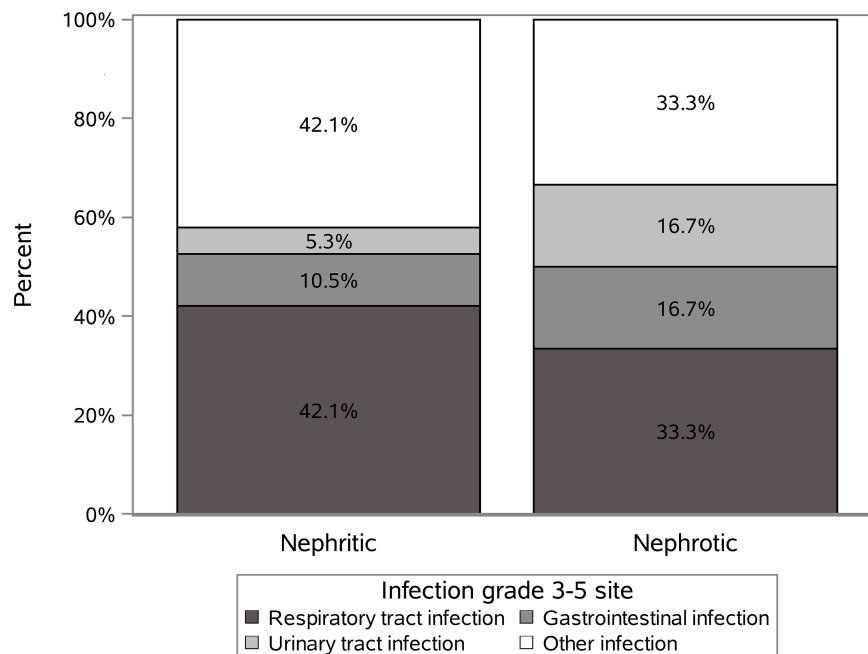 100%
80%
60%
40%
20%
0%
Percent
42.1%
5.3%
10.5%
42.1%
33.3%
16.7%
16.7%
33.3%
Nephritic
Nephrotic
Infection grade 3-5 site
Respiratory tract infection
Gastrointestinal infection
Urinary tract infection
Other infection